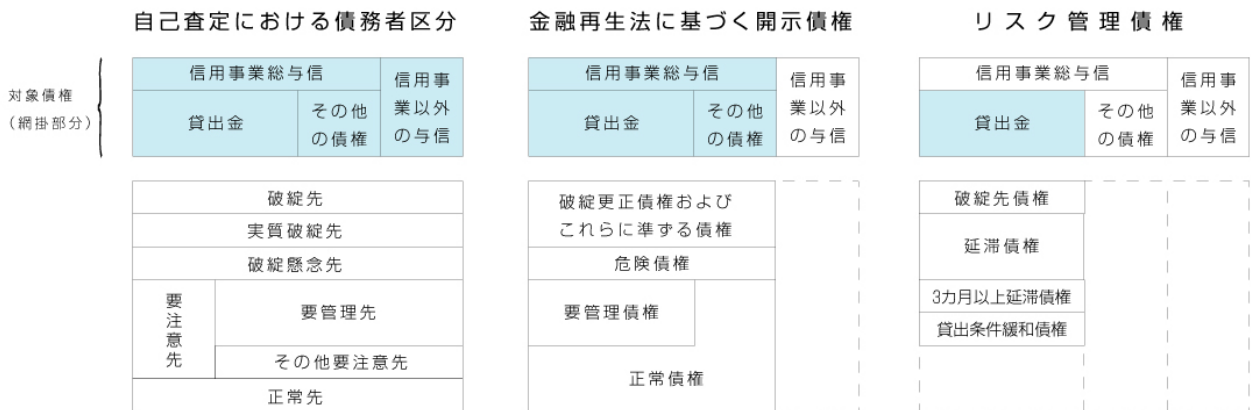 自己査定における債務者区分
金融再生法に基づく開示債権
リスク管理債権
対象債権
（網掛部分）
信用事業総与信
貸出金
その他
の債権
信用事
業以外
の与信
信用事業総与信
貸出金
その他
の債権
信用事
業以外
の与信
信用事業総与信
貸出金
その他
の債権
信用事
業以外
の与信
破綻先
実質破綻先
破綻懸念先
要注意先
要管理先
その他要注意先
正常先
破綻更正債権および
これらに準ずる債権
危険債権
要管理債権
正常債権
破綻先債権
延滞債権
3カ月以上延滞債権
貸出条件緩和債権